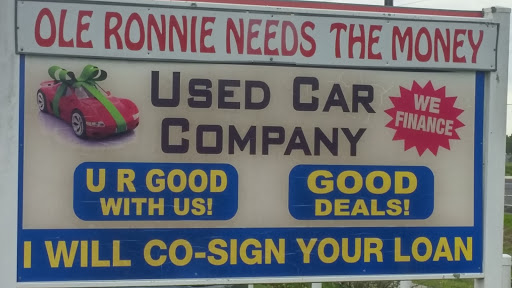 OLE RONNIE NEEDS THE MONEY
USED CAR
COMPANY
WE
FINANCE
U R GOOD
WITH US!
GOOD
DEALS!
I WILL CO-SIGN YOUR LOAN